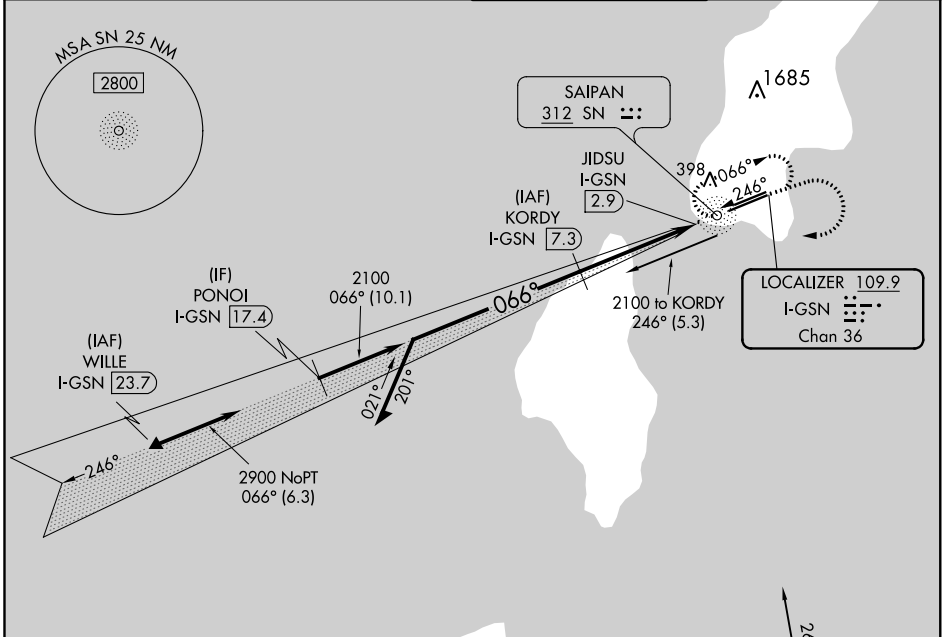 MSA SN 25 NM
2800
1685
SAIPAN
312 SN
398
066°
246°
JIDSU
I-GSN
2.9
(IAF)
KORDY
I-GSN 7.3
LOCALIZER 109.9
I-GSN
Chan 36
2100 to KORDY
246° (5.3)
2100
066° (10.1)
066°
(IF)
PONOI
I-GSN 17.4
(IAF)
WILLE
I-GSN 23.7
021°
201°
246°
2900 NoPT
066° (6.3)